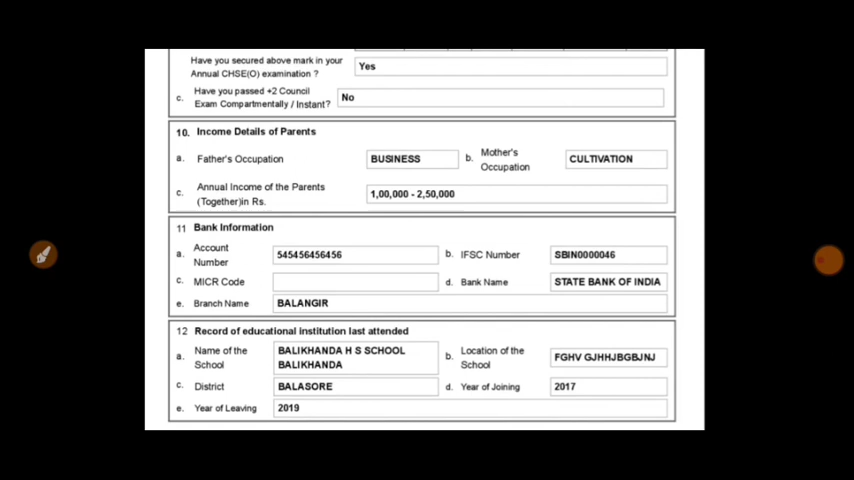 Have you secured above mark in your
Annual CHSE(O) examination ? Yes
c. Have you passed +2 Council
Exam Compartmentally / Instant? No
10. Income Details of Parents
a. Father's Occupation BUSINESS b. Mother's
Occupation CULTIVATION
c. Annual Income of the Parents
(Together)in Rs. 1,00,000 - 2,50,000
11 Bank Information
a. Account
Number 545456456456 b. IFSC Number SBIN0000046
c. MICR Code d. Bank Name STATE BANK OF INDIA
e. Branch Name BALANGIR
12 Record of educational institution last attended
a. Name of the
School BALIKHANDA H S SCHOOL
BALIKHANDA b. Location of the
School FGHV GJHHJBGBJNJ
c. District BALASORE d. Year of Joining 2017
e. Year of Leaving 2019